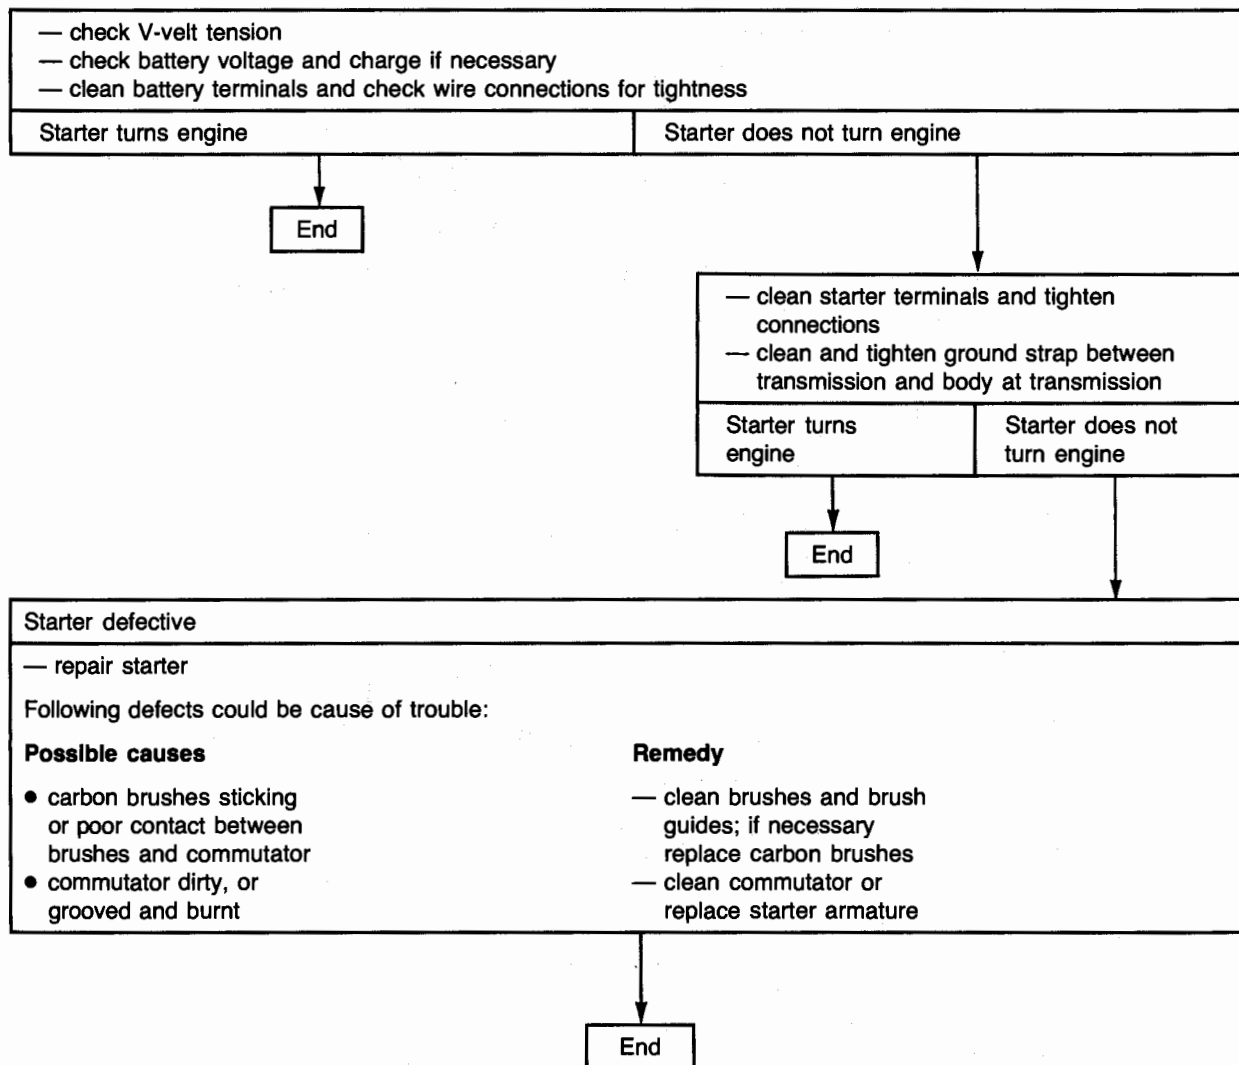 — check V-velt tension
— check battery voltage and charge if necessary
— clean battery terminals and check wire connections for tightness
Starter turns engine
Starter does not turn engine
End
— clean starter terminals and tighten
connections
— clean and tighten ground strap between
transmission and body at transmission
Starter turns
engine
Starter does not
turn engine
End
Starter defective
— repair starter
Following defects could be cause of trouble:
Possible causes
Remedy
● carbon brushes sticking
or poor contact between
brushes and commutator
● commutator dirty, or
grooved and burnt
— clean brushes and brush
guides; if necessary
replace carbon brushes
— clean commutator or
replace starter armature
End